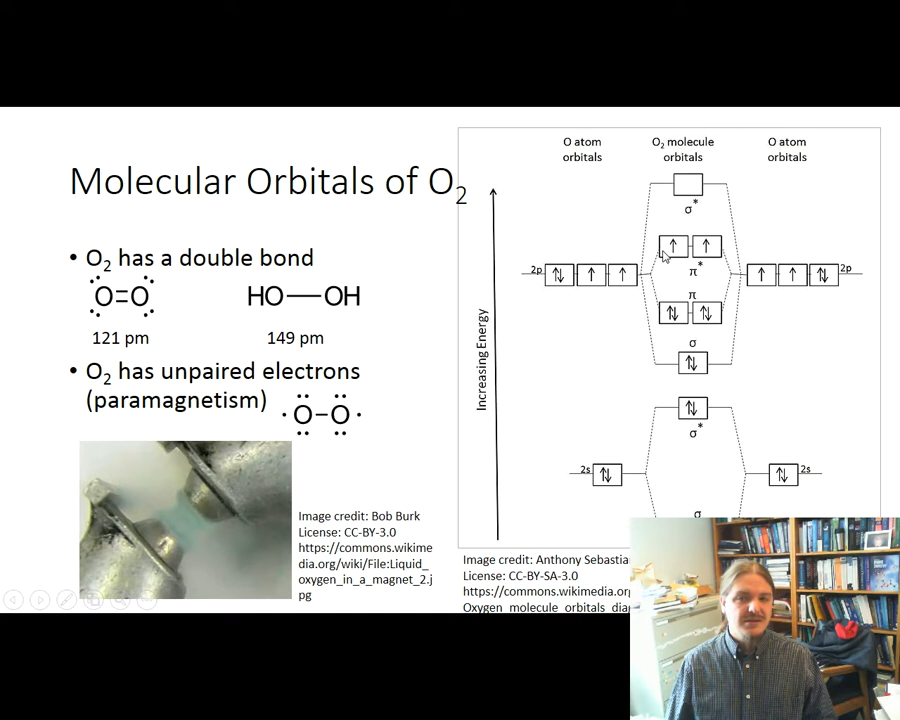 Molecular Orbitals of O2
• O2 has a double bond
O=O
HO—OH
121 pm
149 pm
• O2 has unpaired electrons
(paramagnetism)
O–O
Image credit: Bob Burk
License: CC-BY-3.0
https://commons.wikime
dia.org/wiki/File:Liquid_
oxygen_in_a_magnet_2.j
pg
O atom
orbitals
O2 molecule
orbitals
O atom
orbitals
Increasing Energy
σ*
π*
2p
2p
π
σ
σ*
2s
2s
σ
Image credit: Anthony
License: CC-BY-SA-3.0
https://commons.wikimedia.
Oxygen molecule orbitals